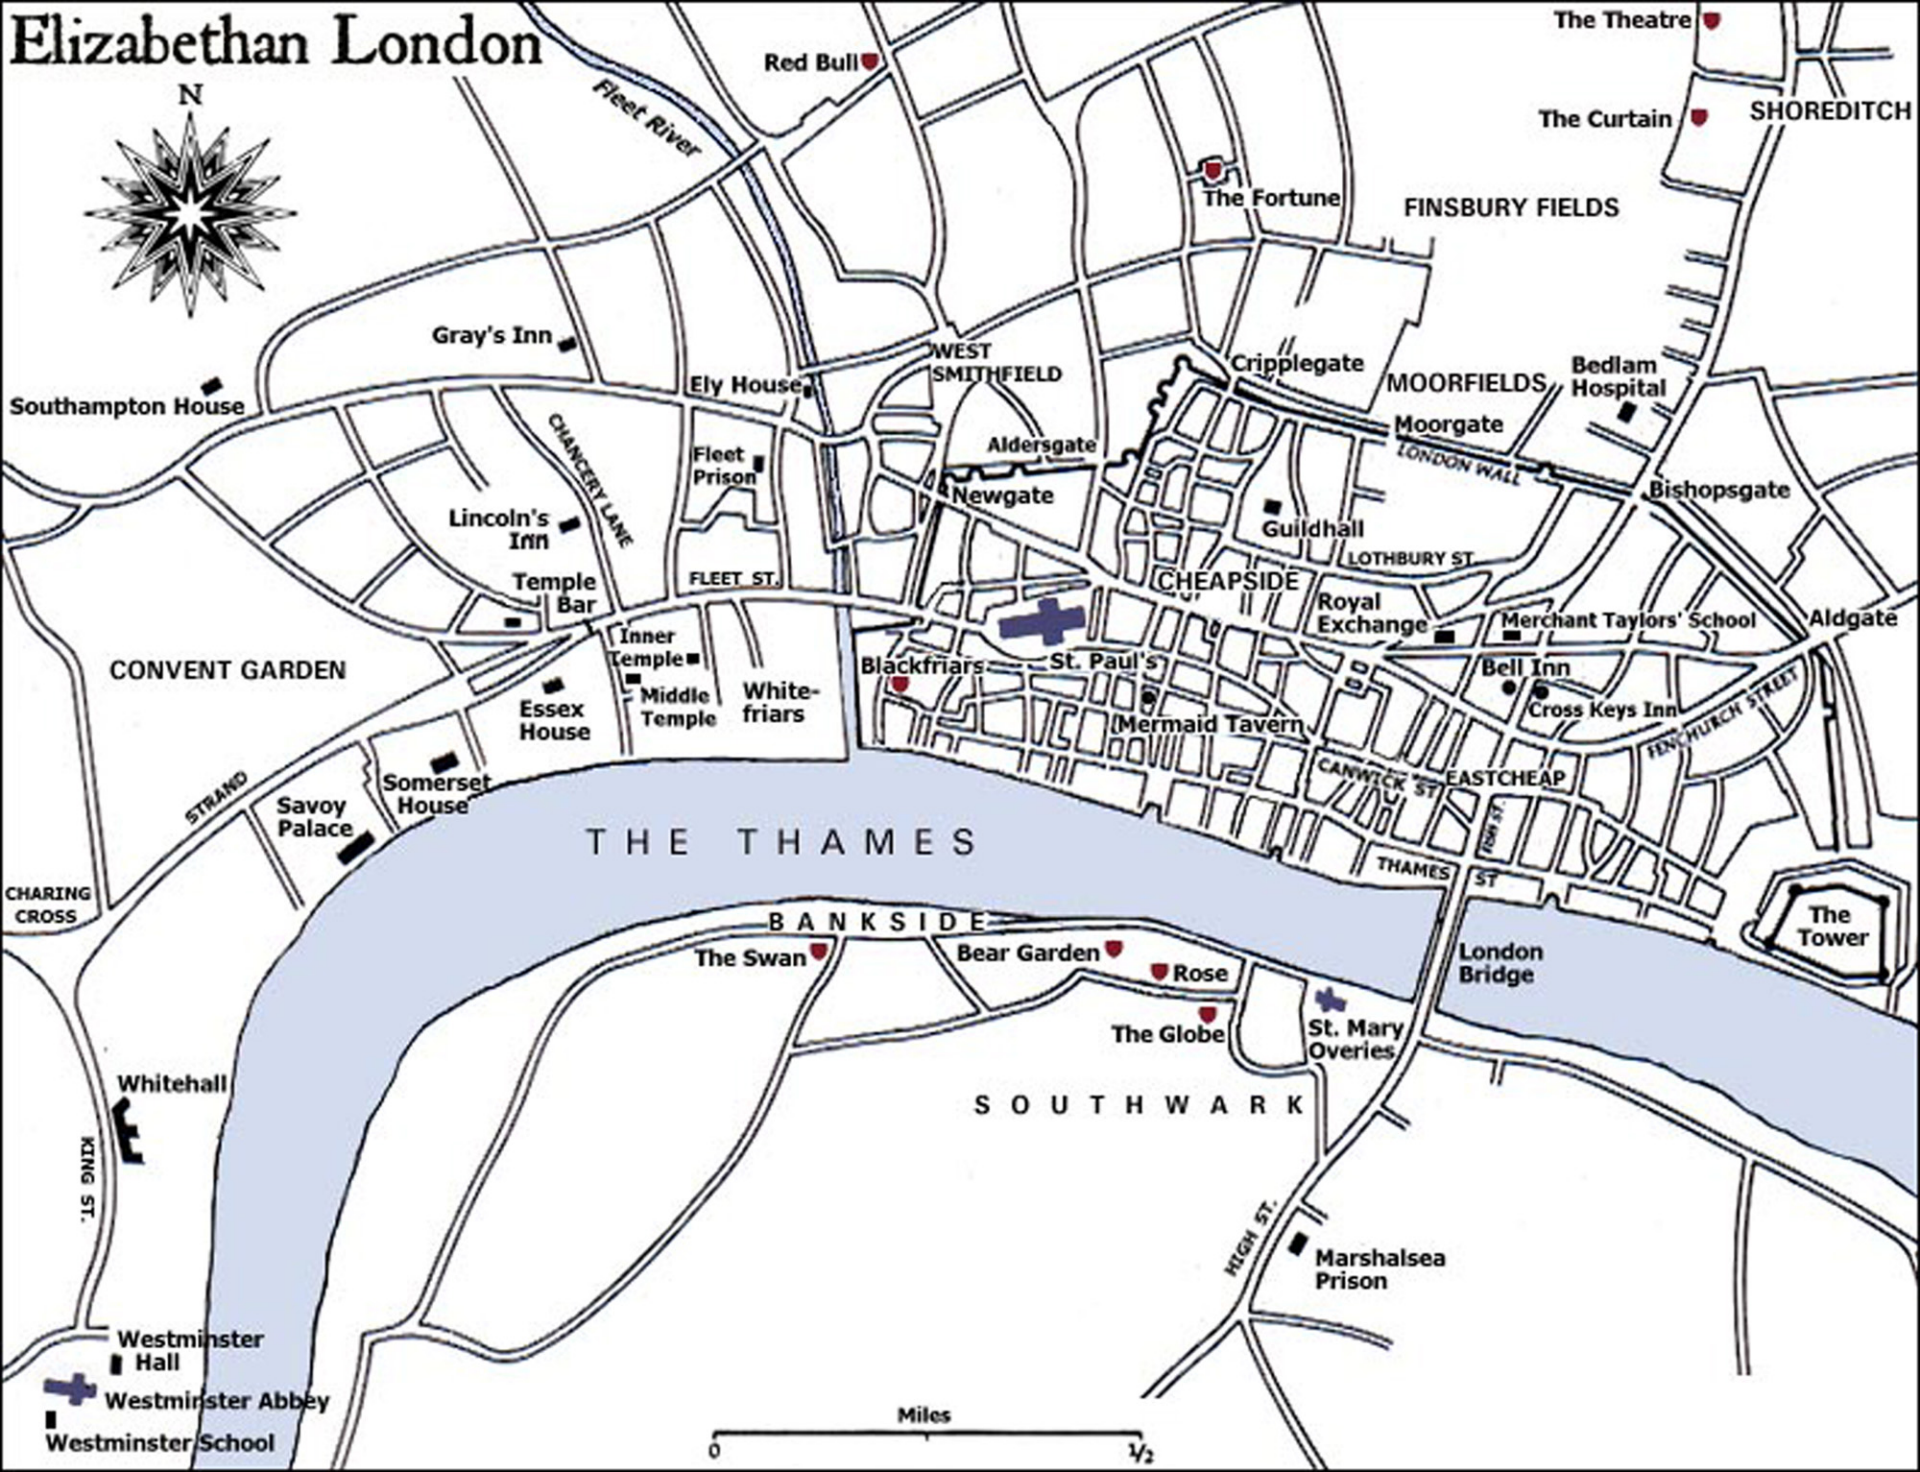 Elizabethan London
N
Fleet River
Red Bull
The Theatre
The Curtain
SHOREDITCH
The Fortune
FINSBURY FIELDS
Gray's Inn
Southampton House
Ely House
WEST
SMITHFIELD
Cripplegate
MOORFIELDS
Bedlam
Hospital
Moorgate
LONDON WALL
Aldersgate
CHANCERY LANE
Fleet
Prison
Newgate
Bishopsgate
Lincoln's
Inn
Guildhall
LOTHBURY ST.
Temple
Bar
FLEET ST.
CHEAPSIDE
Royal
Exchange
Merchant Taylors' School
Aldgate
CONVENT GARDEN
Inner
Temple
Middle
Temple
White-
friars
Blackfriars
St. Paul's
Bell Inn
Cross Keys Inn
FENCHURCH STREET
Essex
House
Mermaid Tavern
CANWICK ST
EASTCHEAP
Somerset
House
STRAND
Savoy
Palace
THE THAMES
THAMES ST
CHARING
CROSS
BANKSIDE
The Swan
Bear Garden
Rose
The Globe
London
Bridge
The
Tower
St. Mary
Overies
SOUTHWARK
Whitehall
KING ST.
HIGH ST.
Marshalsea
Prison
Westminster
Hall
Westminster Abbey
Westminster School
Miles
0 1/2